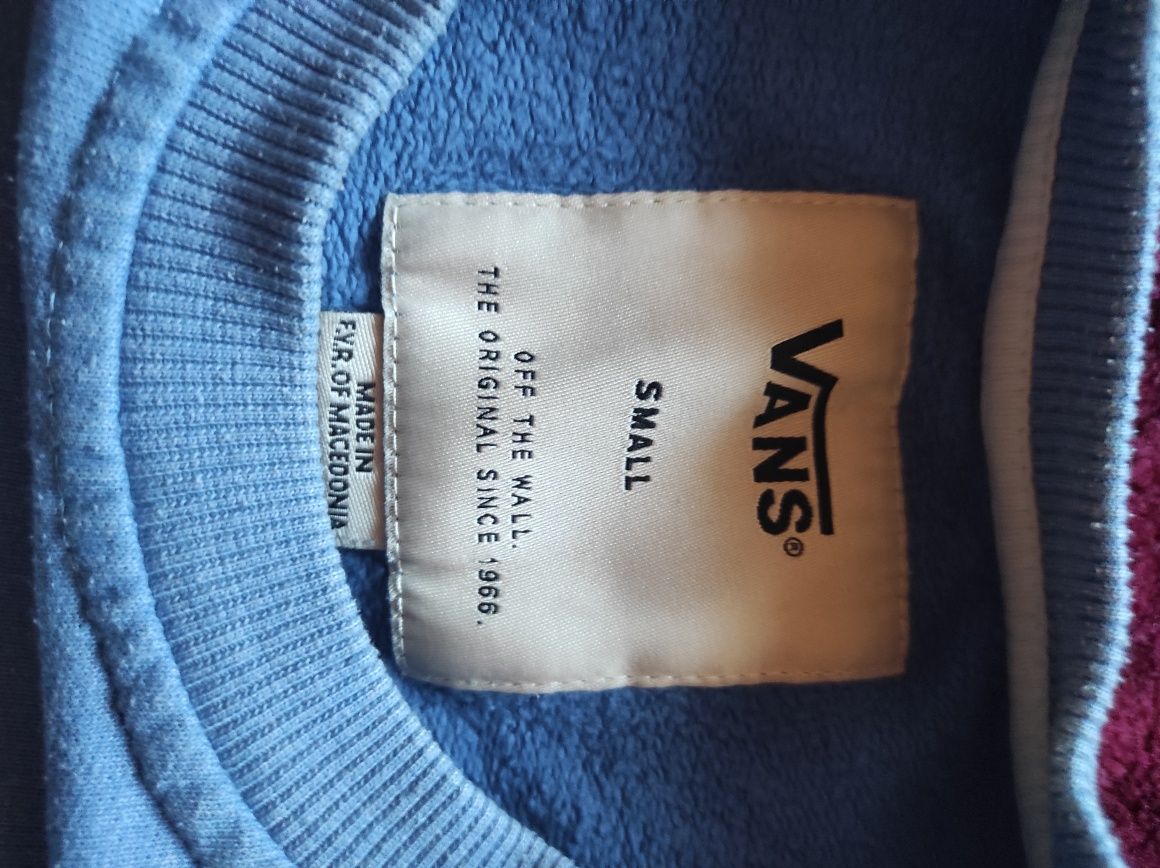 VANS®
SMALL
OFF THE WALL.
THE ORIGINAL SINCE 1966.
MADE IN
F.Y.R.OF MACEDONIA